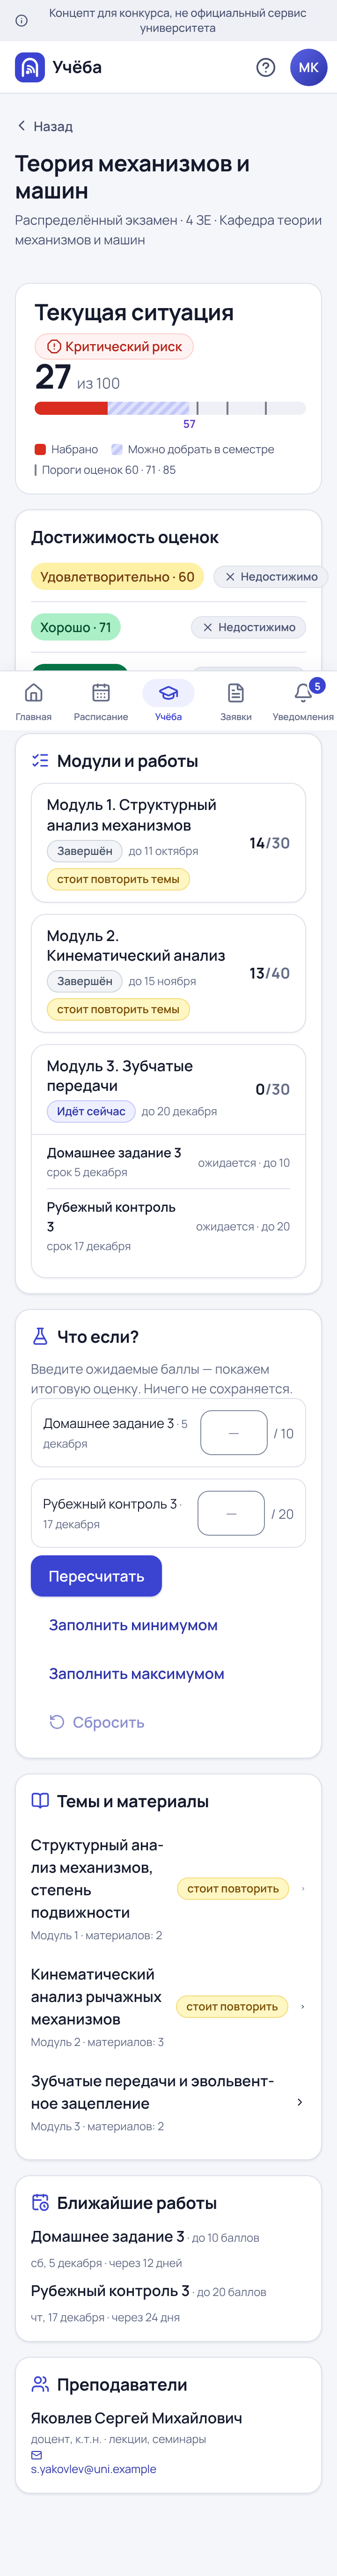 Концепт для конкурса, не официальный сервис
университета
Учёба
МК
Назад
Теория механизмов и
машин
Распределённый экзамен · 4 ЗЕ · Кафедра теории
механизмов и машин
Текущая ситуация
Критический риск
27 из 100
57
Набрано
Можно добрать в семестре
Пороги оценок 60 · 71 · 85
Достижимость оценок
Удовлетворительно · 60
Недостижимо
Хорошо · 71
Недостижимо
5
Главная
Расписание
Учёба
Заявки
Уведомления
Модули и работы
Модуль 1. Структурный
анализ механизмов
14/30
Завершён до 11 октября
стоит повторить темы
Модуль 2.
Кинематический анализ
13/40
Завершён до 15 ноября
стоит повторить темы
Модуль 3. Зубчатые
передачи
0/30
Идёт сейчас до 20 декабря
Домашнее задание 3
срок 5 декабря
ожидается · до 10
Рубежный контроль
3
срок 17 декабря
ожидается · до 20
Что если?
Введите ожидаемые баллы — покажем
итоговую оценку. Ничего не сохраняется.
Домашнее задание 3 · 5
декабря
— / 10
Рубежный контроль 3 ·
17 декабря
— / 20
Пересчитать
Заполнить минимумом
Заполнить максимумом
Сбросить
Темы и материалы
Структурный ана-
лиз механизмов,
степень
подвижности
Модуль 1 · материалов: 2
стоит повторить
Кинематический
анализ рычажных
механизмов
Модуль 2 · материалов: 3
стоит повторить
Зубчатые передачи и эвольвент-
ное зацепление
Модуль 3 · материалов: 2
Ближайшие работы
Домашнее задание 3 · до 10 баллов
сб, 5 декабря · через 12 дней
Рубежный контроль 3 · до 20 баллов
чт, 17 декабря · через 24 дня
Преподаватели
Яковлев Сергей Михайлович
доцент, к.т.н. · лекции, семинары
s.yakovlev@uni.example